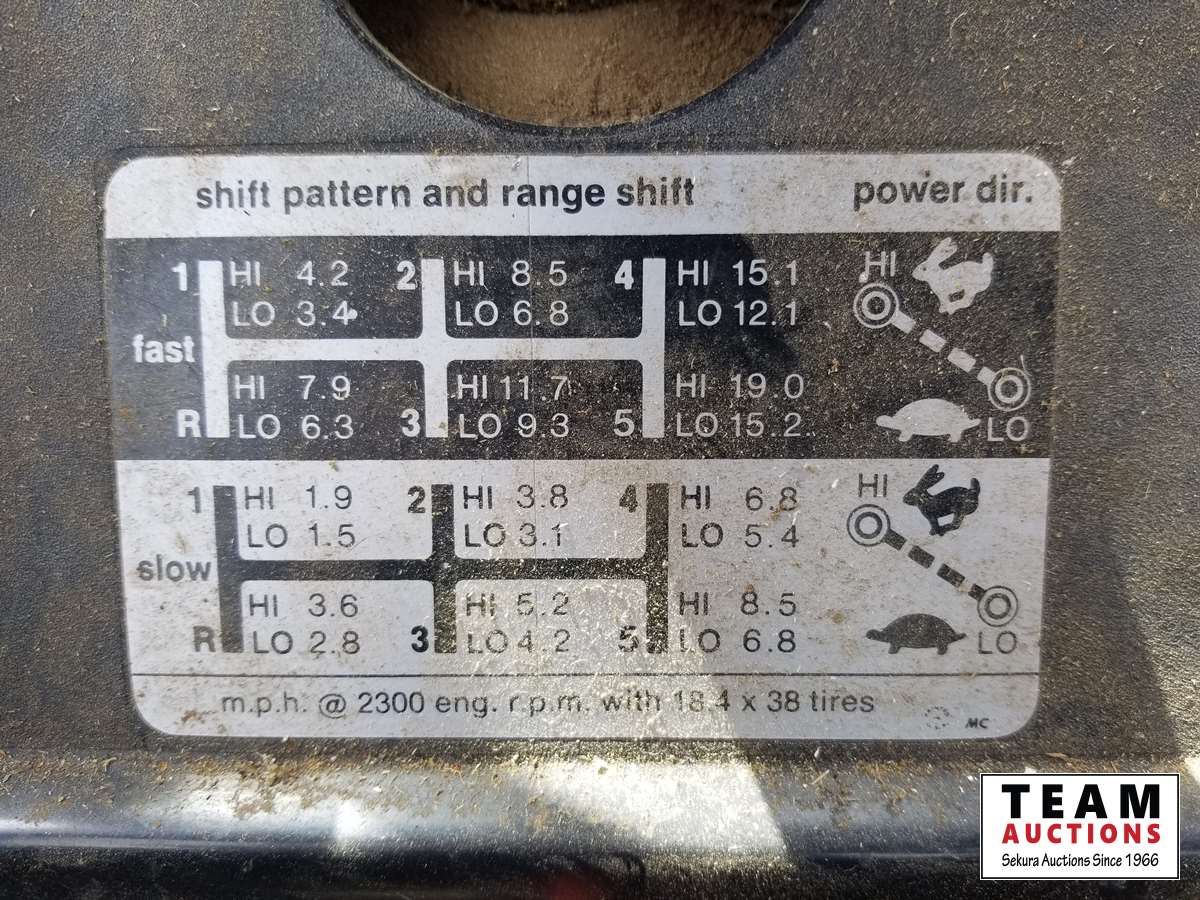 shift pattern and range shift power dir.
1 HI 4.2 2 HI 8.5 4 HI 15.1 HI
LO 3.4 LO 6.8 LO 12.1
fast
HI 7.9 HI 11.7 HI 19.0
R LO 6.3 3 LO 9.3 5 LO 15.2 LO
1 HI 1.9 2 HI 3.8 4 HI 6.8 HI
LO 1.5 LO 3.1 LO 5.4
slow
HI 3.6 HI 5.2 HI 8.5
R LO 2.8 3 LO 4.2 5 LO 6.8 LO
m.p.h. @ 2300 eng. r.p.m. with 18.4 x 38 tires
MC
TEAM
AUCTIONS
Sekura Auctions Since 1966